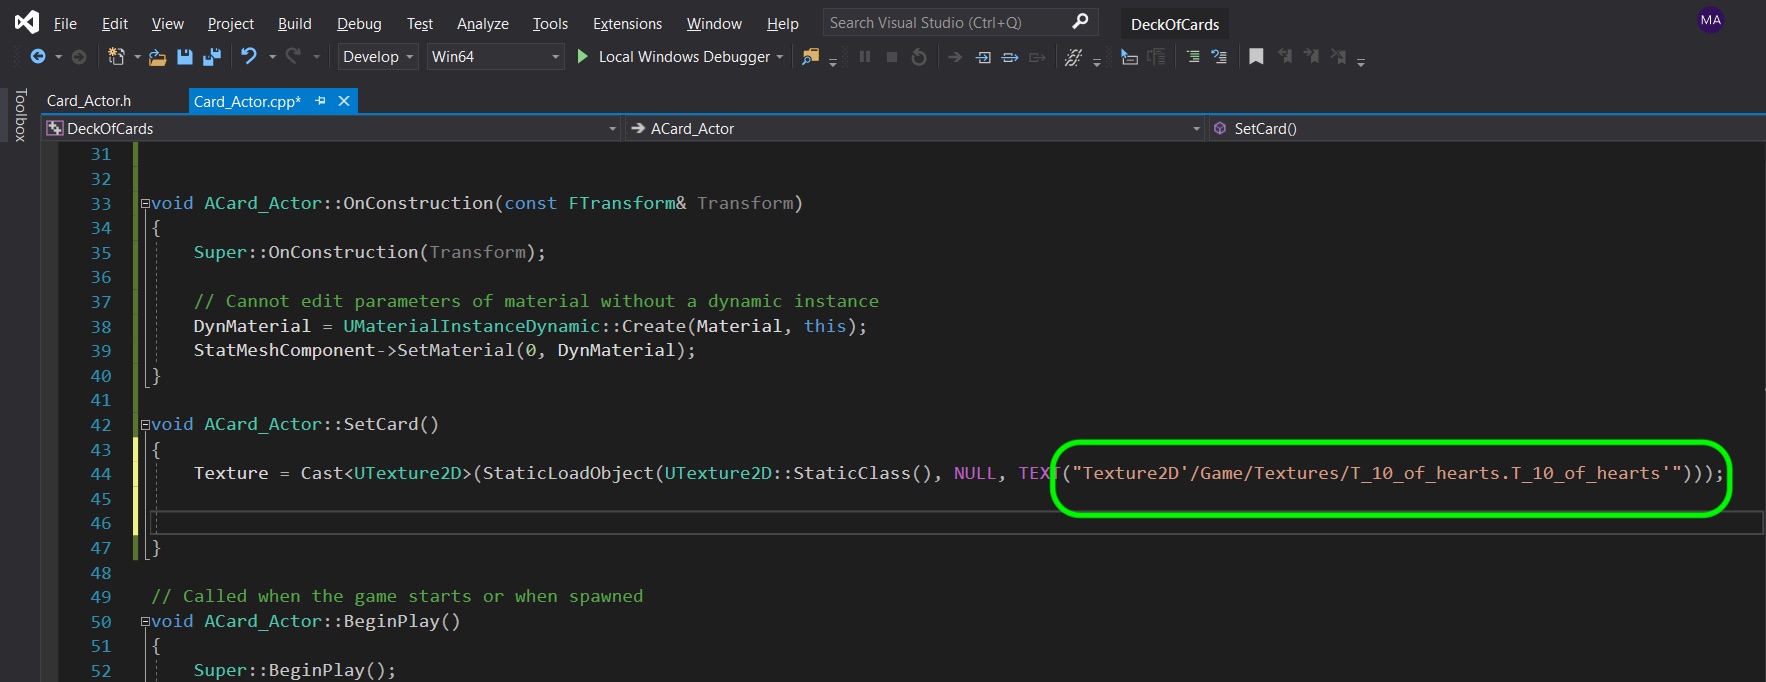 File Edit View Project Build Debug Test Analyze Tools Extensions Window Help Search Visual Studio (Ctrl+Q) DeckOfCards MA
Develop Win64 Local Windows Debugger
Toolbox
Card_Actor.h Card_Actor.cpp*
DeckOfCards ACard_Actor SetCard()
31
32
33 void ACard_Actor::OnConstruction(const FTransform& Transform)
34 {
35 Super::OnConstruction(Transform);
36
37 // Cannot edit parameters of material without a dynamic instance
38 DynMaterial = UMaterialInstanceDynamic::Create(Material, this);
39 StatMeshComponent->SetMaterial(0, DynMaterial);
40 }
41
42 void ACard_Actor::SetCard()
43 {
44 Texture = Cast<UTexture2D>(StaticLoadObject(UTexture2D::StaticClass(), NULL, TEXT("Texture2D'/Game/Textures/T_10_of_hearts.T_10_of_hearts'")));
45
46
47 }
48
49 // Called when the game starts or when spawned
50 void ACard_Actor::BeginPlay()
51 {
52 Super::BeginPlay();